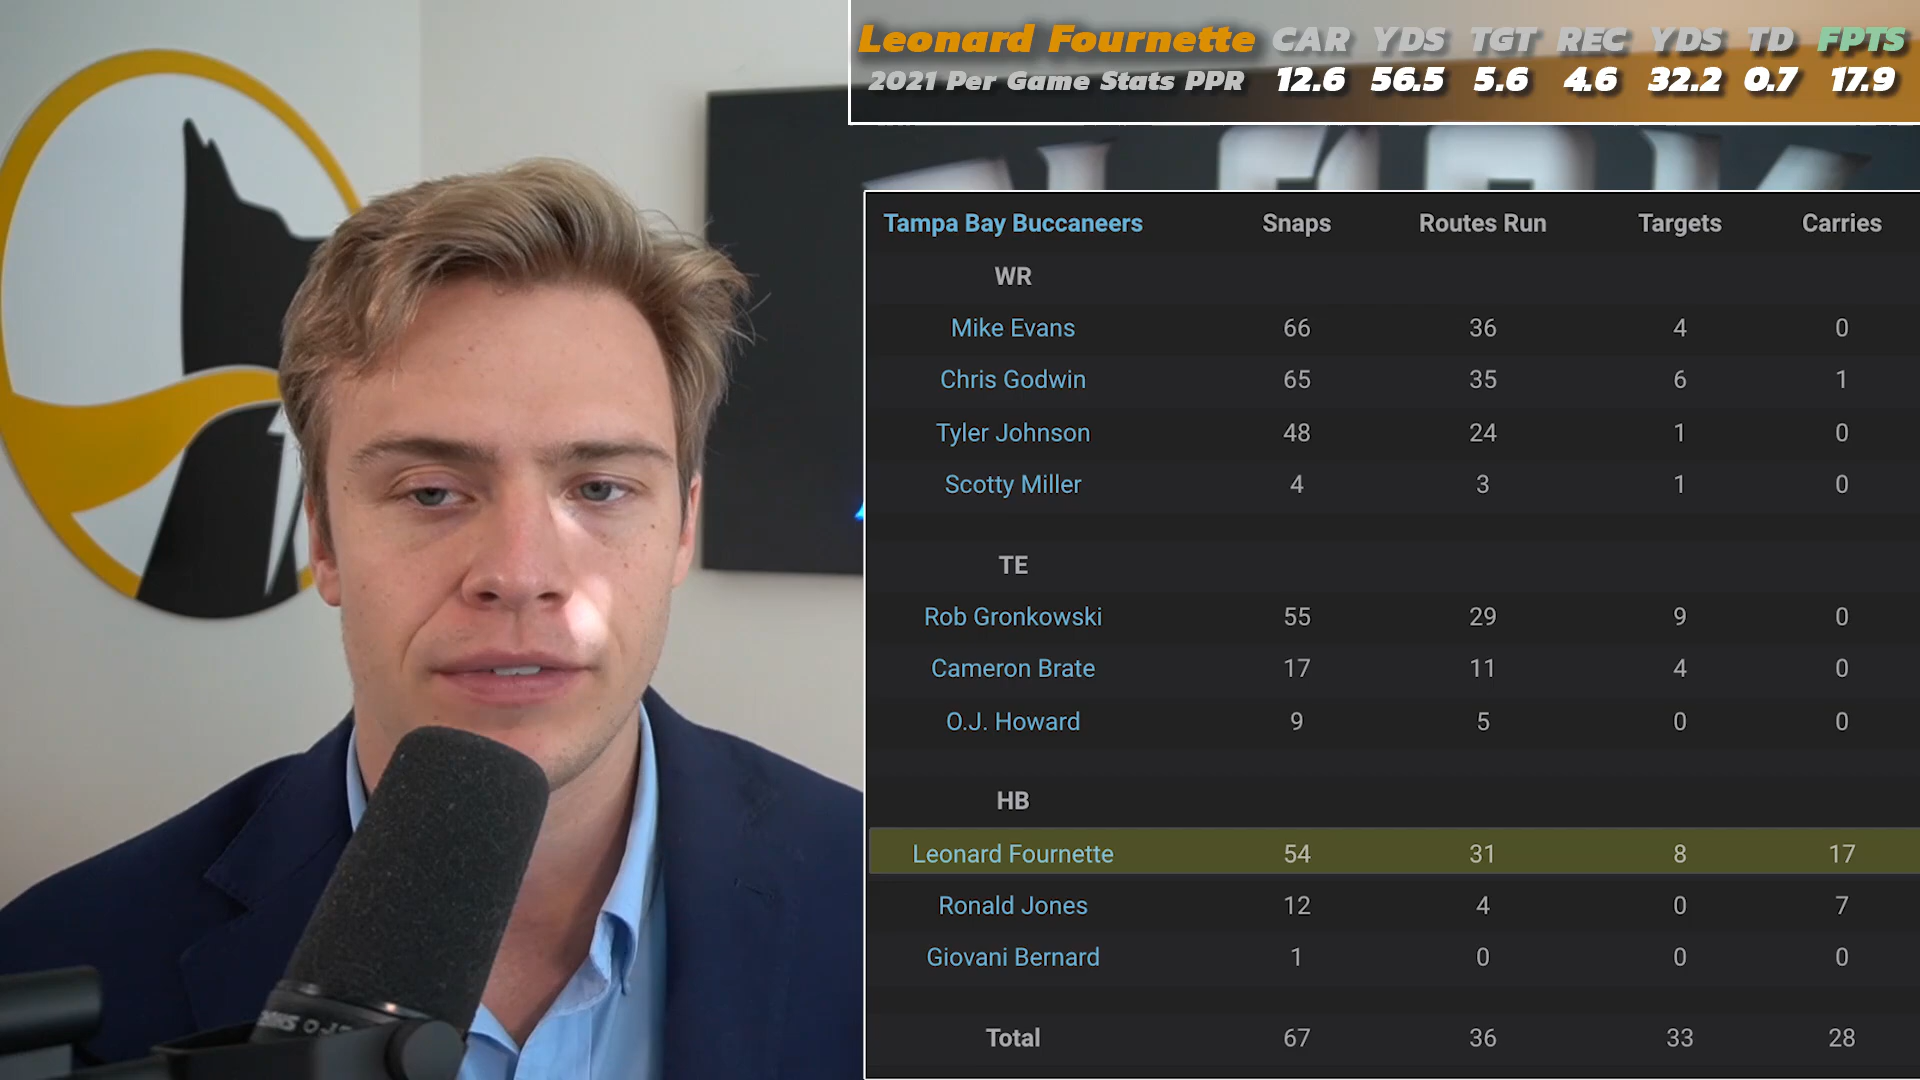 Leonard Fournette CAR YDS TGT REC YDS TD FPTS
2021 Per Game Stats PPR 12.6 56.5 5.6 4.6 32.2 0.7 17.9
Tampa Bay Buccaneers Snaps Routes Run Targets Carries
WR
Mike Evans 66 36 4 0
Chris Godwin 65 35 6 1
Tyler Johnson 48 24 1 0
Scotty Miller 4 3 1 0
TE
Rob Gronkowski 55 29 9 0
Cameron Brate 17 11 4 0
O.J. Howard 9 5 0 0
HB
Leonard Fournette 54 31 8 17
Ronald Jones 12 4 0 7
Giovani Bernard 1 0 0 0
Total 67 36 33 28